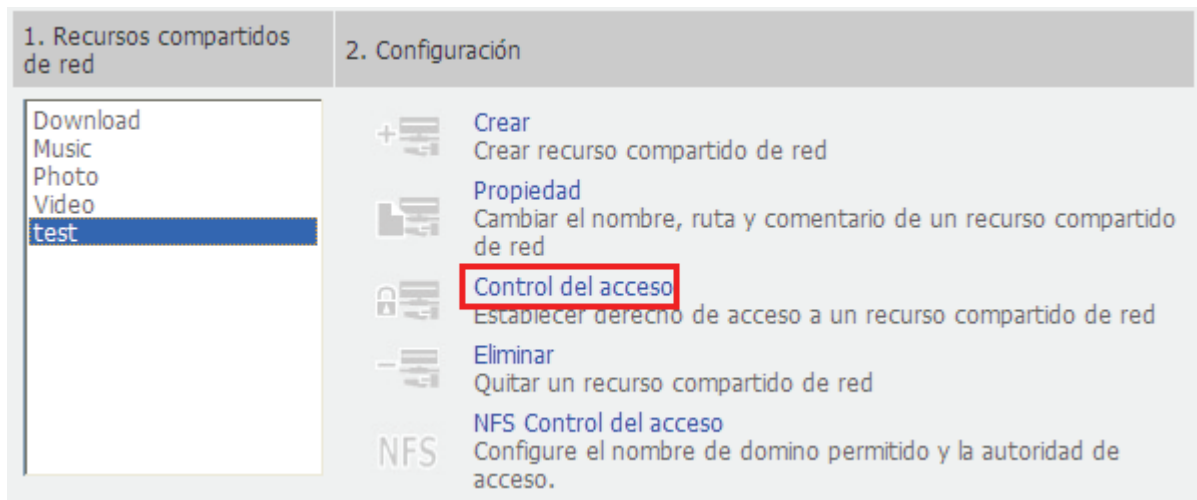 1. Recursos compartidos
de red
2. Configuración
Download
Music
Photo
Video
test
Crear
Crear recurso compartido de red
Propiedad
Cambiar el nombre, ruta y comentario de un recurso compartido
de red
Control del acceso
Establecer derecho de acceso a un recurso compartido de red
Eliminar
Quitar un recurso compartido de red
NFS
NFS Control del acceso
Configure el nombre de domino permitido y la autoridad de
acceso.